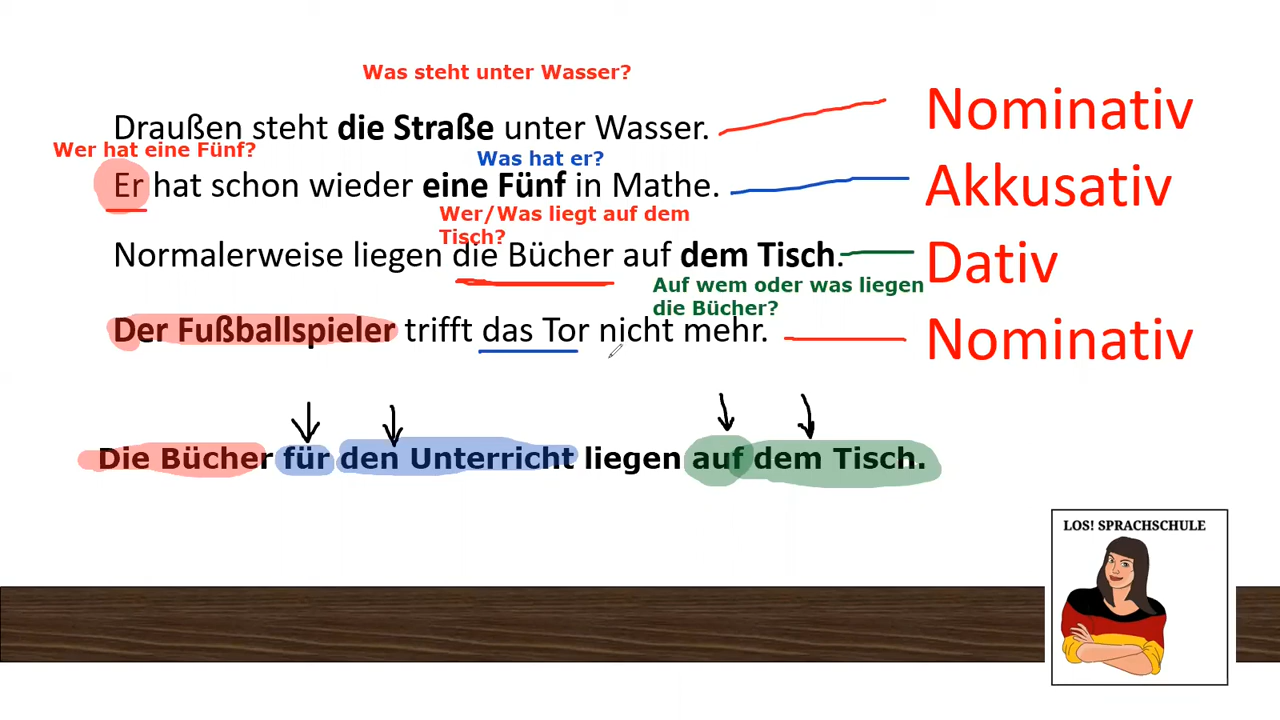 Was steht unter Wasser?
Draußen steht die Straße unter Wasser.
Nominativ
Wer hat eine Fünf?
Was hat er?
Er hat schon wieder eine Fünf in Mathe.
Akkusativ
Wer/Was liegt auf dem
Tisch?
Normalerweise liegen die Bücher auf dem Tisch.
Dativ
Auf wem oder was liegen
die Bücher?
Der Fußballspieler trifft das Tor nicht mehr.
Nominativ
Die Bücher für den Unterricht liegen auf dem Tisch.
LOS! SPRACHSCHULE